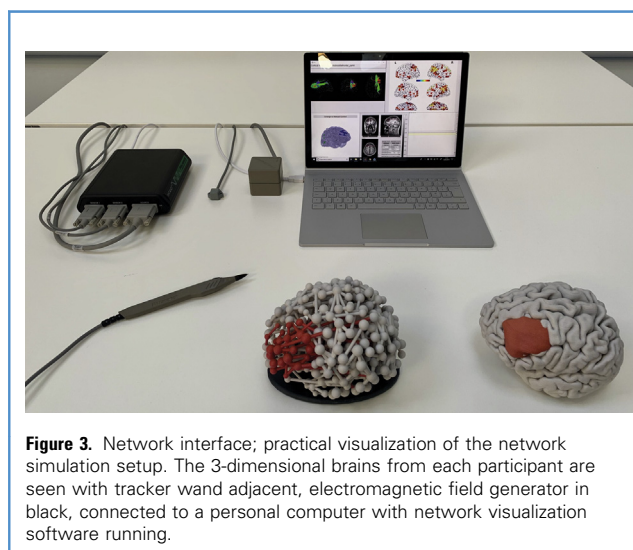 Figure 3. Network interface; practical visualization of the network
simulation setup. The 3-dimensional brains from each participant are
seen with tracker wand adjacent, electromagnetic field generator in
black, connected to a personal computer with network visualization
software running.